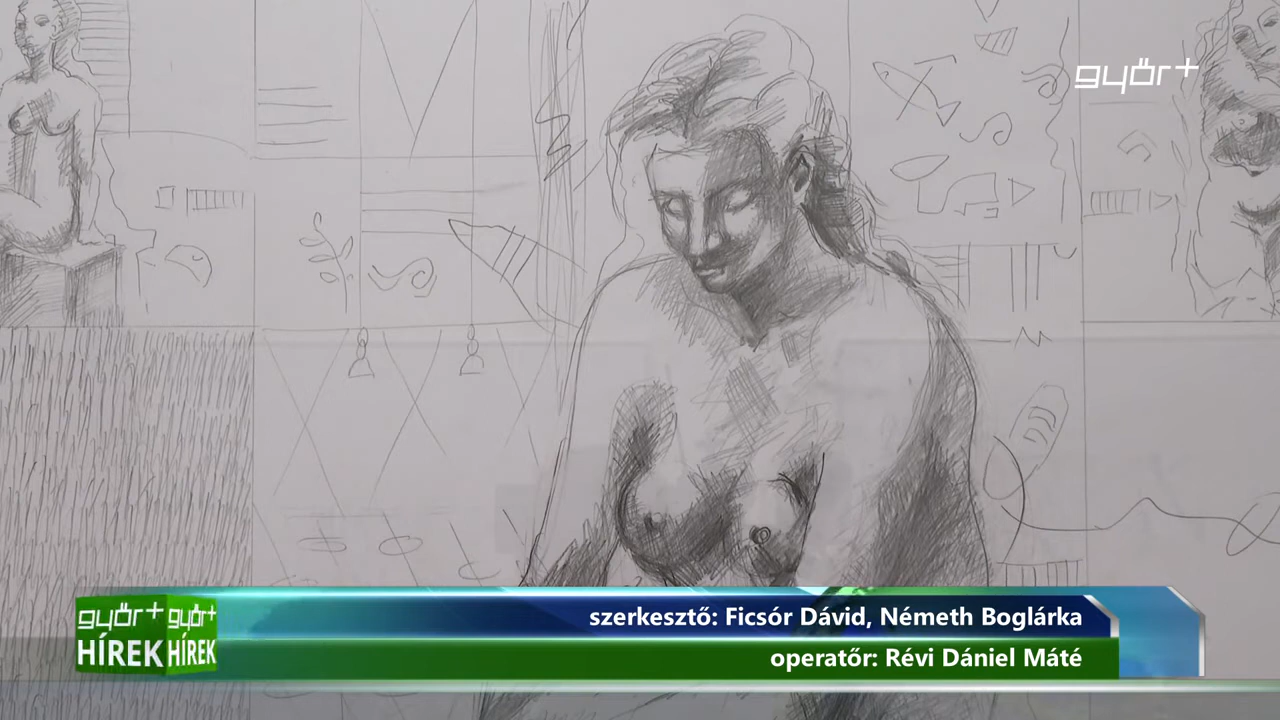 győr+
szerkesztő: Ficsór Dávid, Németh Boglárka
operatőr: Révi Dániel Máté
győr+ győr+
HÍREK HÍREK